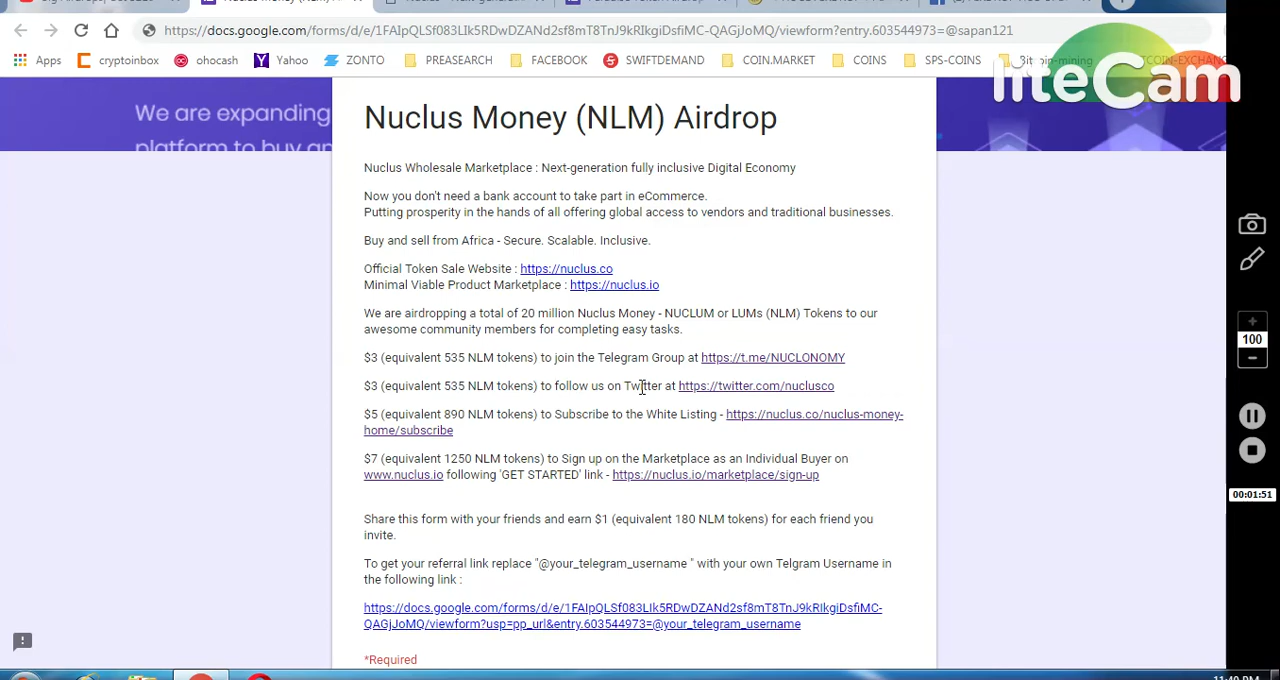 https://docs.google.com/forms/d/e/1FAIpQLSf083LIk5RDwDZANd2sf8mT8TnJ9kRIkgiDsfiMC-QAGjJoMQ/viewform?entry.603544973=@sapan121
Apps cryptoinbox ohocash Yahoo ZONTO PREASEARCH FACEBOOK SWIFTDEMAND COIN.MARKET COINS SPS-COINS
liteCam
We are expanding
platform to buy an
Nuclus Money (NLM) Airdrop
Nuclus Wholesale Marketplace : Next-generation fully inclusive Digital Economy
Now you don't need a bank account to take part in eCommerce.
Putting prosperity in the hands of all offering global access to vendors and traditional businesses.
Buy and sell from Africa - Secure. Scalable. Inclusive.
Official Token Sale Website : https://nuclus.co
Minimal Viable Product Marketplace : https://nuclus.io
We are airdropping a total of 20 million Nuclus Money - NUCLUM or LUMs (NLM) Tokens to our
awesome community members for completing easy tasks.
$3 (equivalent 535 NLM tokens) to join the Telegram Group at https://t.me/NUCLONOMY
$3 (equivalent 535 NLM tokens) to follow us on Twitter at https://twitter.com/nuclusco
$5 (equivalent 890 NLM tokens) to Subscribe to the White Listing - https://nuclus.co/nuclus-money-
home/subscribe
$7 (equivalent 1250 NLM tokens) to Sign up on the Marketplace as an Individual Buyer on
www.nuclus.io following 'GET STARTED' link - https://nuclus.io/marketplace/sign-up
Share this form with your friends and earn $1 (equivalent 180 NLM tokens) for each friend you
invite.
To get your referral link replace "@your_telegram_username " with your own Telgram Username in
the following link :
https://docs.google.com/forms/d/e/1FAIpQLSf083LIk5RDwDZANd2sf8mT8TnJ9kRIkgiDsfiMC-
QAGjJoMQ/viewform?usp=pp_url&entry.603544973=@your_telegram_username
*Required
100
00:01:51
11:40 PM